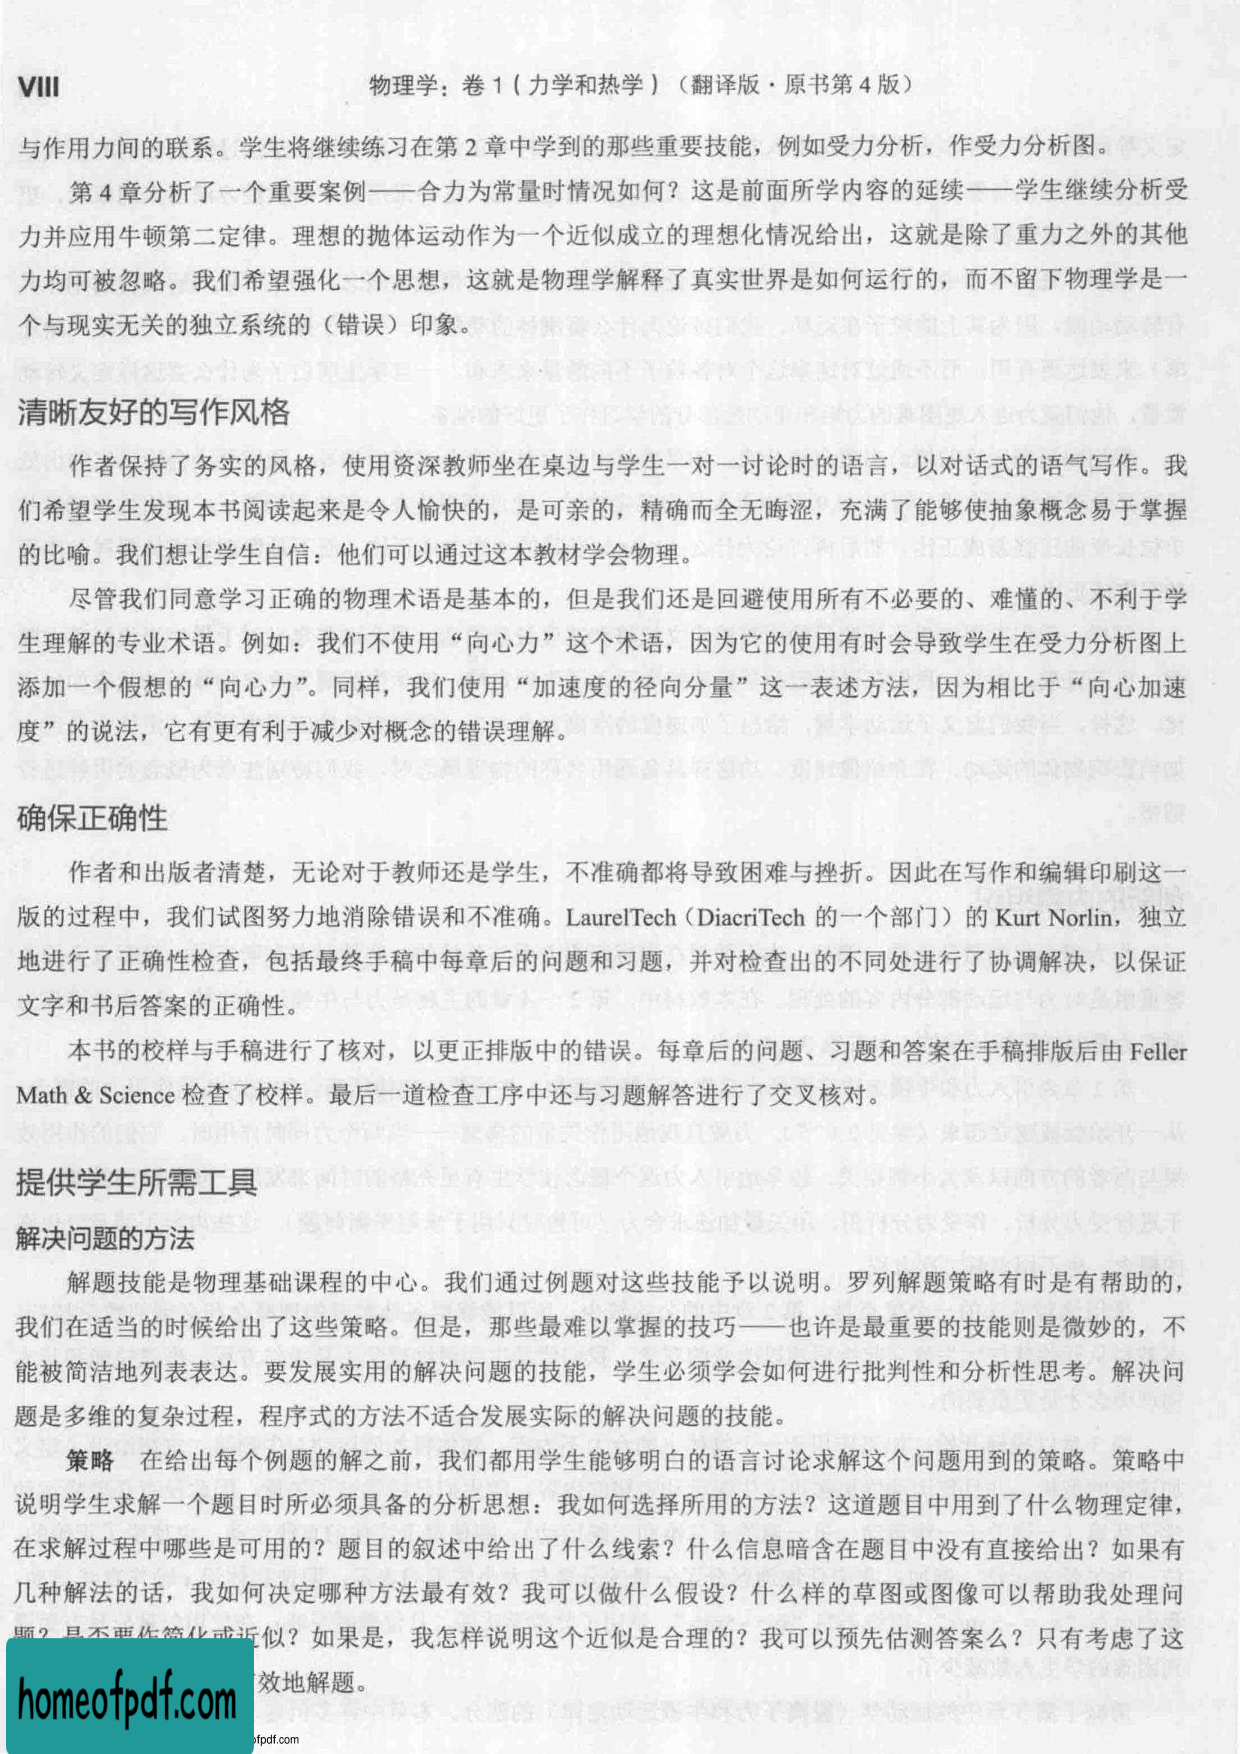 VIII
物理学：卷 1（力学和热学）（翻译版·原书第 4 版）
与作用力间的联系。学生将继续练习在第 2 章中学到的那些重要技能，例如受力分析，作受力分析图。
第 4 章分析了一个重要案例——合力为常量时情况如何？这是前面所学内容的延续——学生继续分析受
力并应用牛顿第二定律。理想的抛体运动作为一个近似成立的理想化情况给出，这就是除了重力之外的其他
力均可被忽略。我们希望强化一个思想，这就是物理学解释了真实世界是如何运行的，而不留下物理学是一
个与现实无关的独立系统的（错误）印象。
清晰友好的写作风格
作者保持了务实的风格，使用资深教师坐在桌边与学生一对一讨论时的语言，以对话式的语气写作。我
们希望学生发现本书阅读起来是令人愉快的，是可亲的，精确而全无晦涩，充满了能够使抽象概念易于掌握
的比喻。我们想让学生自信：他们可以通过这本教材学会物理。
尽管我们同意学习正确的物理术语是基本的，但是我们还是回避使用所有不必要的、难懂的、不利于学
生理解的专业术语。例如：我们不使用“向心力”这个术语，因为它的使用有时会导致学生在受力分析图上
添加一个假想的“向心力”。同样，我们使用“加速度的径向分量”这一表述方法，因为相比于“向心加速
度”的说法，它有更有利于减少对概念的错误理解。
确保正确性
作者和出版者清楚，无论对于教师还是学生，不准确都将导致困难与挫折。因此在写作和编辑印刷这一
版的过程中，我们试图努力地消除错误和不准确。LaurelTech（DiacriTech 的一个部门）的 Kurt Norlin，独立
地进行了正确性检查，包括最终手稿中每章后的问题和习题，并对检查出的不同处进行了协调解决，以保证
文字和书后答案的正确性。
本书的校样与手稿进行了核对，以更正排版中的错误。每章后的问题、习题和答案在手稿排版后由 Feller
Math & Science 检查了校样。最后一道检查工序中还与习题解答进行了交叉核对。
提供学生所需工具
解决问题的方法
解题技能是物理基础课程的中心。我们通过例题对这些技能予以说明。罗列解题策略有时是有帮助的，
我们在适当的时候给出了这些策略。但是，那些最难以掌握的技巧——也许是最重要的技能则是微妙的，不
能被简洁地列表表达。要发展实用的解决问题的技能，学生必须学会如何进行批判性和分析性思考。解决问
题是多维的复杂过程，程序式的方法不适合发展实际的解决问题的技能。
策略 在给出每个例题的解之前，我们都用学生能够明白的语言讨论求解这个问题用到的策略。策略中
说明学生求解一个题目时所必须具备的分析思想：我如何选择所用的方法？这道题目中用到了什么物理定律，
在求解过程中哪些是可用的？题目的叙述中给出了什么线索？什么信息暗含在题目中没有直接给出？如果有
几种解法的话，我如何决定哪种方法最有效？我可以做什么假设？什么样的草图或图像可以帮助我处理问
题？是否要作简化或近似？如果是，我怎样说明这个近似是合理的？我可以预先估测答案么？只有考虑了这
效地解题。
homeofpdf.com
ofpdf.com